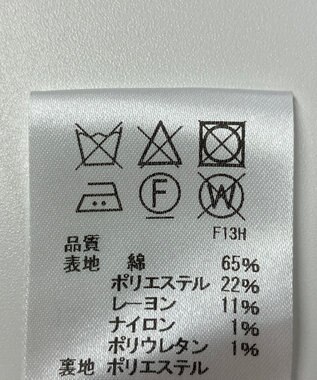 F W
F13H
品質
表地 綿 65%
ポリエステル 22%
レーヨン 11%
ナイロン 1%
ポリウレタン 1%
裏地 ポリエステル